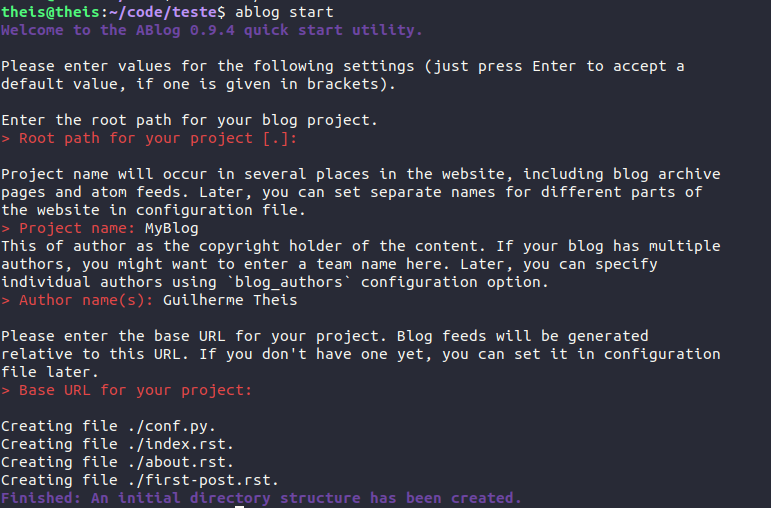 theis@theis:~/code/teste$ ablog start
Welcome to the ABlog 0.9.4 quick start utility.
Please enter values for the following settings (just press Enter to accept a
default value, if one is given in brackets).
Enter the root path for your blog project.
> Root path for your project [.]:
Project name will occur in several places in the website, including blog archive
pages and atom feeds. Later, you can set separate names for different parts of
the website in configuration file.
> Project name: MyBlog
This of author as the copyright holder of the content. If your blog has multiple
authors, you might want to enter a team name here. Later, you can specify
individual authors using `blog_authors` configuration option.
> Author name(s): Guilherme Theis
Please enter the base URL for your project. Blog feeds will be generated
relative to this URL. If you don't have one yet, you can set it in configuration
file later.
> Base URL for your project:
Creating file ./conf.py.
Creating file ./index.rst.
Creating file ./about.rst.
Creating file ./first-post.rst.
Finished: An initial directory structure has been created.